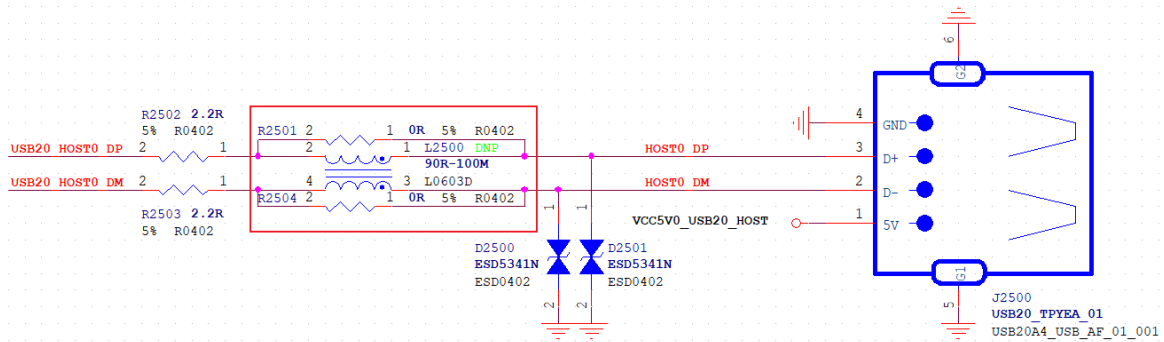 6
G2
R2502 2.2R
5% R0402
R2501 2
1 0R 5% R0402
4
GND
USB20_HOST0_DP
2
1
2
1
L2500 DNP
HOST0_DP
3
D+
90R-100M
USB20_HOST0_DM
2
1
4
3
L0603D
HOST0_DM
2
D-
R2504 2
1 0R 5% R0402
R2503 2.2R
5% R0402
1
1
VCC5V0_USB20_HOST
1
5V
D2500
ESD5341N
ESD0402
D2501
ESD5341N
ESD0402
2
2
G1
5
J2500
USB20_TPYEA_01
USB20A4_USB_AF_01_001